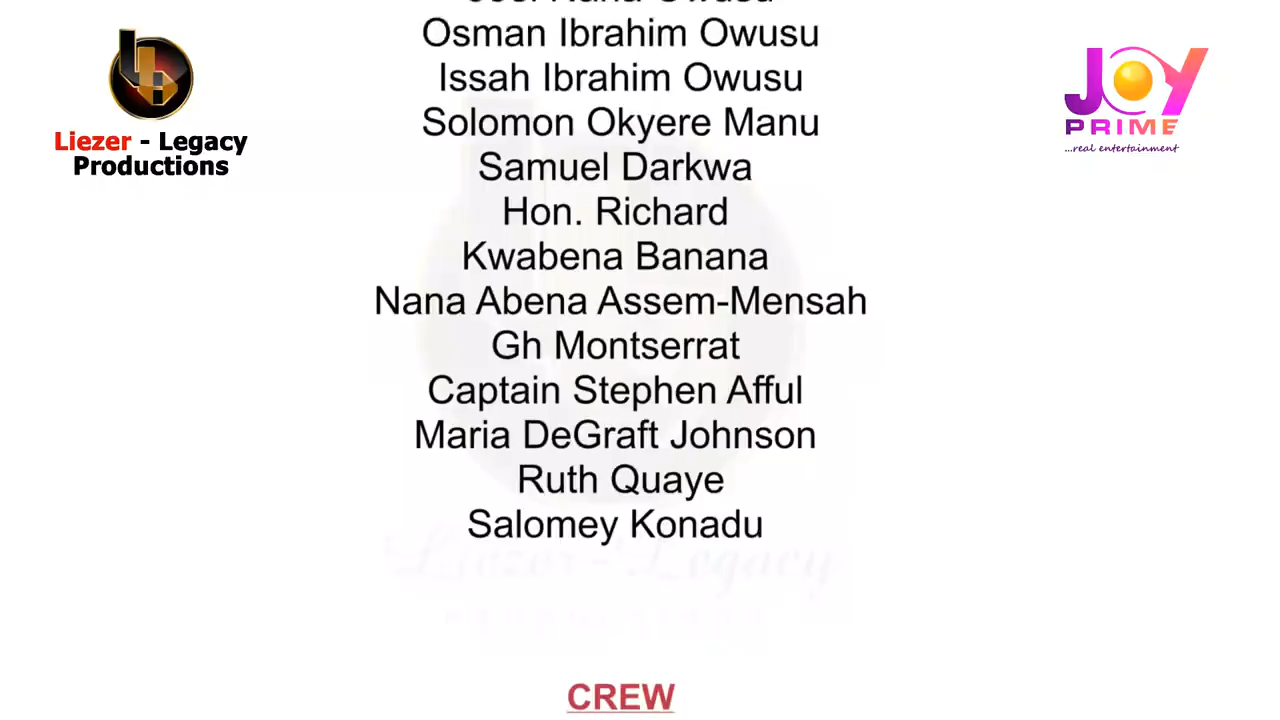 Osman Ibrahim Owusu
Issah Ibrahim Owusu
Solomon Okyere Manu
Samuel Darkwa
Hon. Richard
Kwabena Banana
Nana Abena Assem-Mensah
Gh Montserrat
Captain Stephen Afful
Maria DeGraft Johnson
Ruth Quaye
Salomey Konadu
Liezer - Legacy
CREW
Liezer - Legacy
Productions
JOY
PRIME
...real entertainment